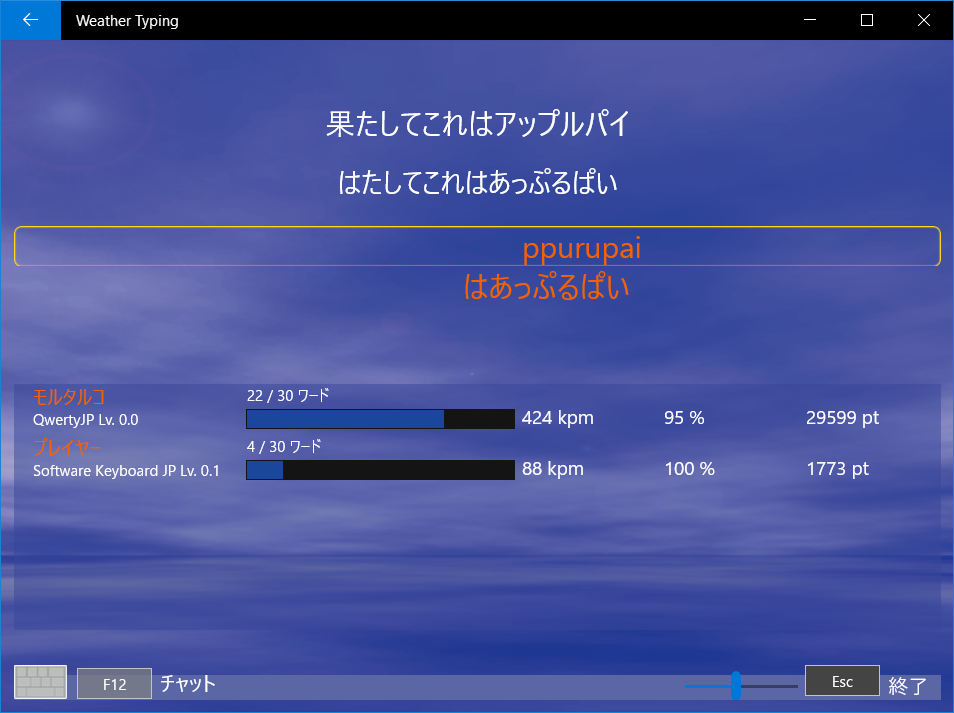 Weather Typing
果たしてこれはアップルパイ
はたしてこれはあっぷるぱい
ppurupai
はあっぷるぱい
モルタルコ
22 / 30 ワード
QwertyJP Lv. 0.0
424 kpm
95 %
29599 pt
プレイヤー
4 / 30 ワード
Software Keyboard JP Lv. 0.1
88 kpm
100 %
1773 pt
F12 チャット
Esc 終了